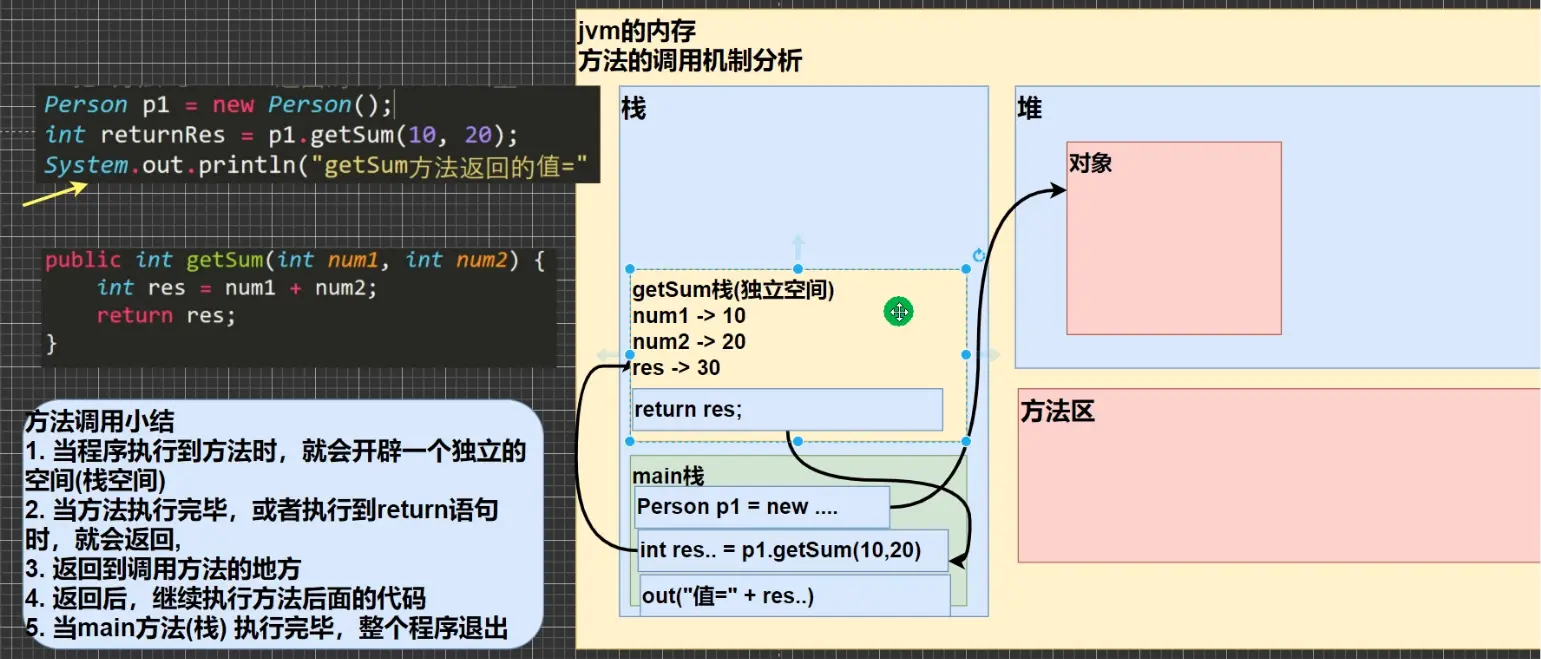 jvm的内存
方法的调用机制分析
Person p1 = new Person();
int returnRes = p1.getSum(10, 20);
System.out.println("getSum方法返回的值="
public int getSum(int num1, int num2) {
int res = num1 + num2;
return res;
}
方法调用小结
1. 当程序执行到方法时，就会开辟一个独立的
空间(栈空间)
2. 当方法执行完毕，或者执行到return语句
时，就会返回,
3. 返回到调用方法的地方
4. 返回后，继续执行方法后面的代码
5. 当main方法(栈) 执行完毕，整个程序退出
栈
getSum栈(独立空间)
num1 -> 10
num2 -> 20
res -> 30
return res;
main栈
Person p1 = new ....
int res.. = p1.getSum(10,20)
out("值=" + res..)
堆
对象
方法区